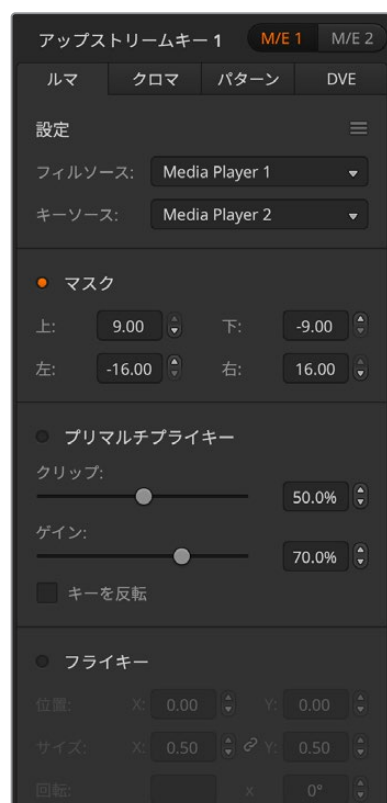 アップストリームキー 1 M/E 1 M/E 2
ルマ クロマ パターン DVE
設定
フィルソース: Media Player 1
キーソース: Media Player 2
マスク
上: 9.00 下: -9.00
左: -16.00 右: 16.00
プリマルチプライキー
クリップ:
50.0%
ゲイン:
70.0%
キーを反転
フライキー
位置: X: 0.00 Y: 0.00
サイズ: X: 0.50 Y: 0.50
回転: x 0°